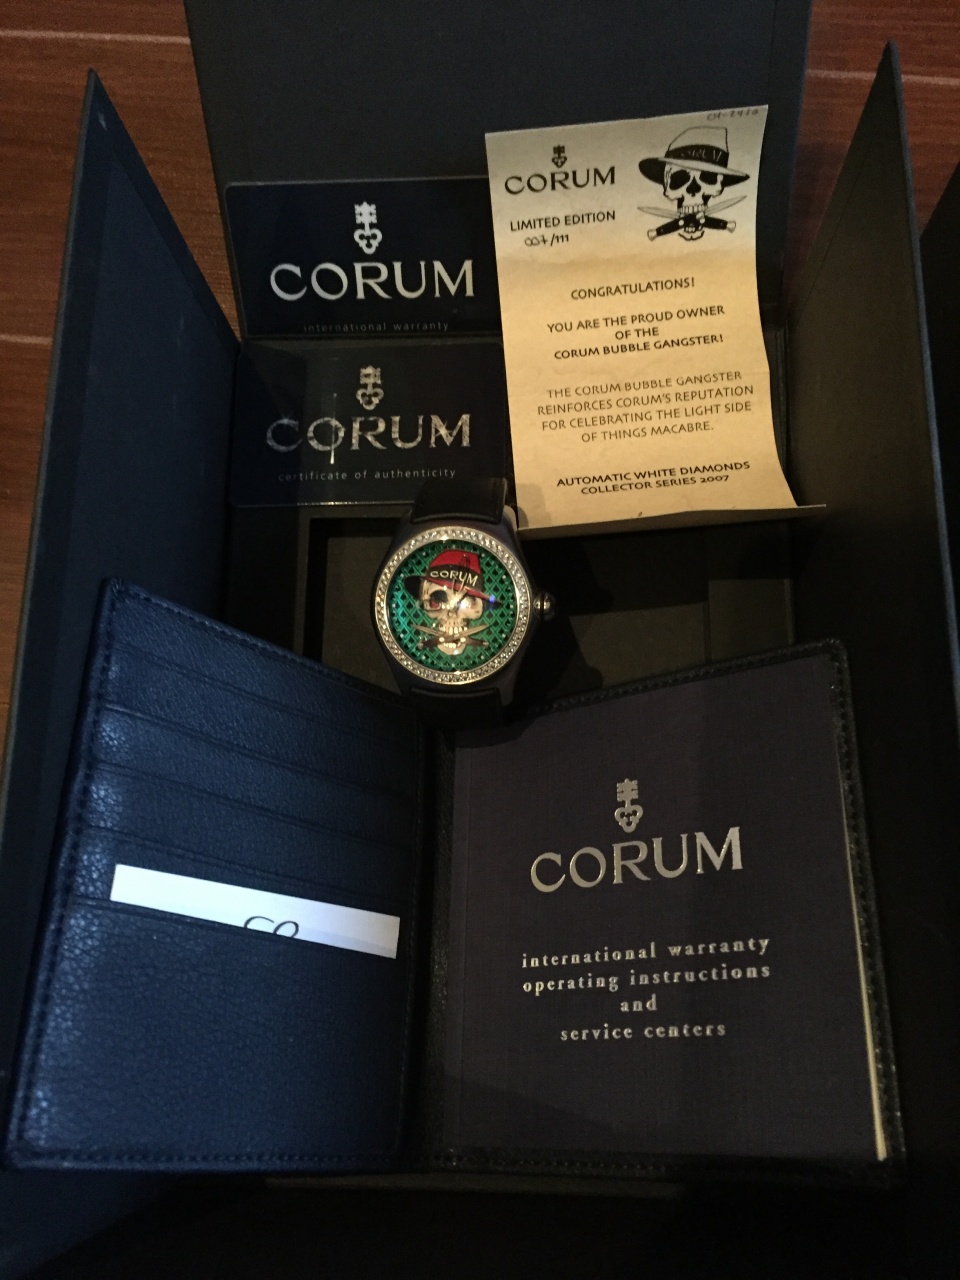 CORUM
international warranty
CORUM
certificate of authenticity
CORUM
LIMITED EDITION
007/111
CORUM
CONGRATULATIONS!
YOU ARE THE PROUD OWNER
OF THE
CORUM BUBBLE GANGSTER!
THE CORUM BUBBLE GANGSTER
REINFORCES CORUM'S REPUTATION
FOR CELEBRATING THE LIGHT SIDE
OF THINGS MACABRE.
AUTOMATIC WHITE DIAMONDS
COLLECTOR SERIES 2007
CORUM
CORUM
international warranty
operating instructions
and
service centers